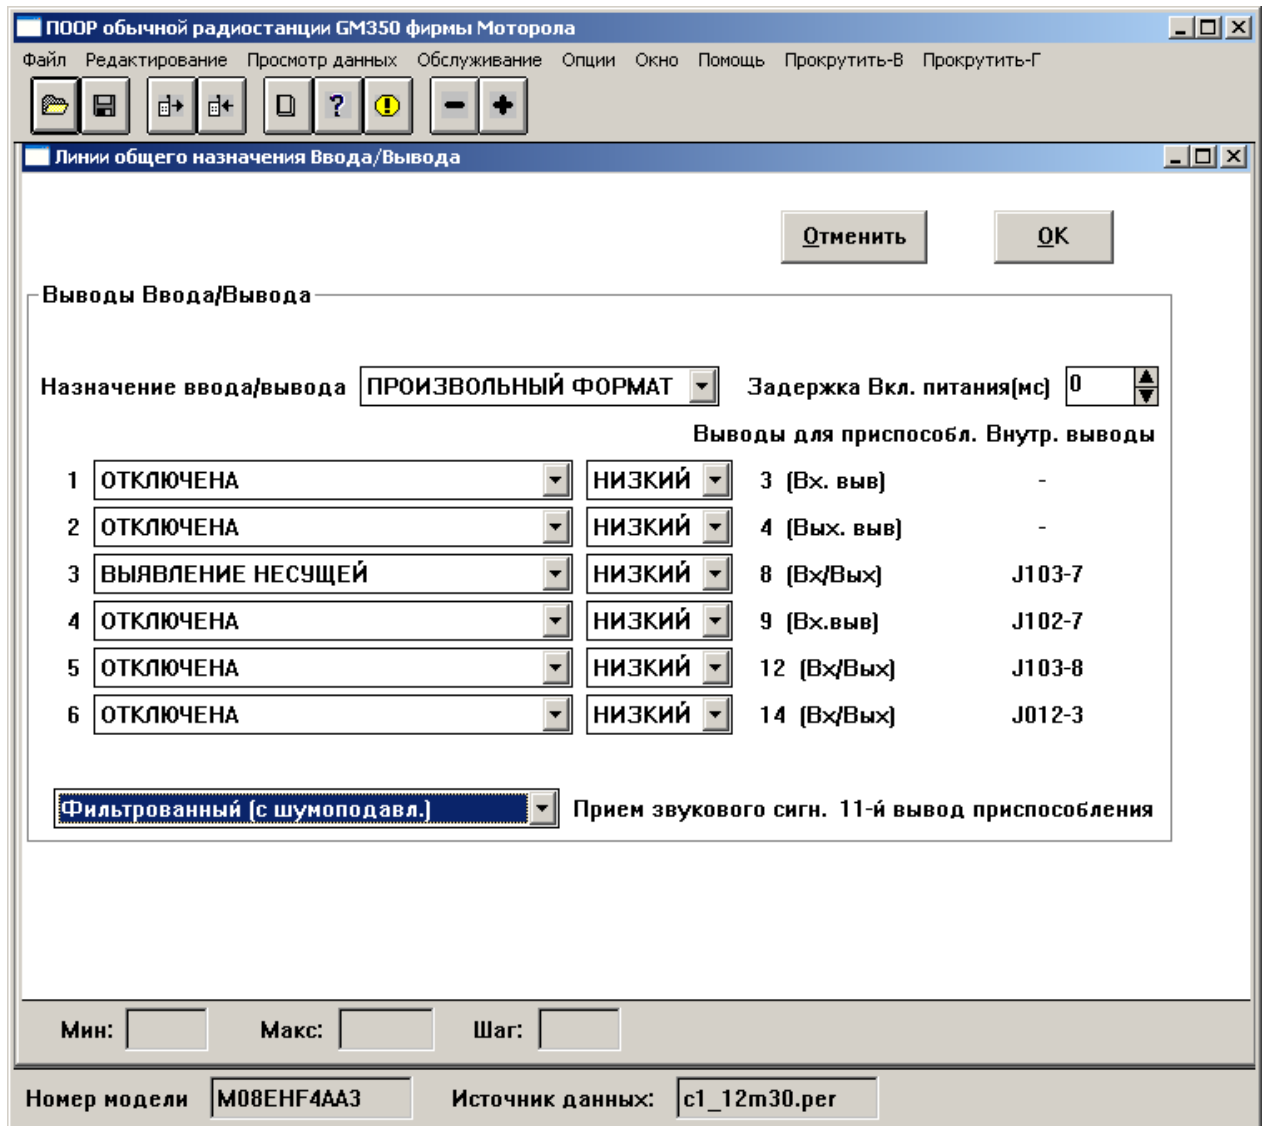 ПООР обычной радиостанции GM350 фирмы Моторола
Файл Редактирование Просмотр данных Обслуживание Опции Окно Помощь Прокрутить-В Прокрутить-Г
Линии общего назначения Ввода/Вывода
Отменить OK
Выводы Ввода/Вывода
Назначение ввода/вывода ПРОИЗВОЛЬНЫЙ ФОРМАТ Задержка Вкл. питания(мс) 0
Выводы для приспособл. Внутр. выводы
1 ОТКЛЮЧЕНА НИЗКИЙ 3 (Вх. выв) -
2 ОТКЛЮЧЕНА НИЗКИЙ 4 (Вых. выв) -
3 ВЫЯВЛЕНИЕ НЕСУЩЕЙ НИЗКИЙ 8 (Вх/Вых) J103-7
4 ОТКЛЮЧЕНА НИЗКИЙ 9 (Вх.выв) J102-7
5 ОТКЛЮЧЕНА НИЗКИЙ 12 (Вх/Вых) J103-8
6 ОТКЛЮЧЕНА НИЗКИЙ 14 (Вх/Вых) J012-3
Фильтрованный (с шумоподавл.) Прием звукового сигн. 11-й вывод приспособления
Мин: Макс: Шаг:
Номер модели M08EHF4AA3 Источник данных: c1_12m30.per